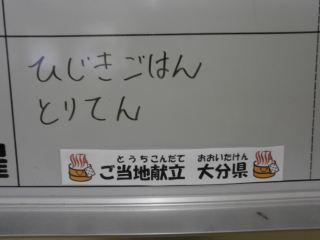 ひじきごはん
とりてん
とうちこんだて おおいたけん
ご当地献立 大分県